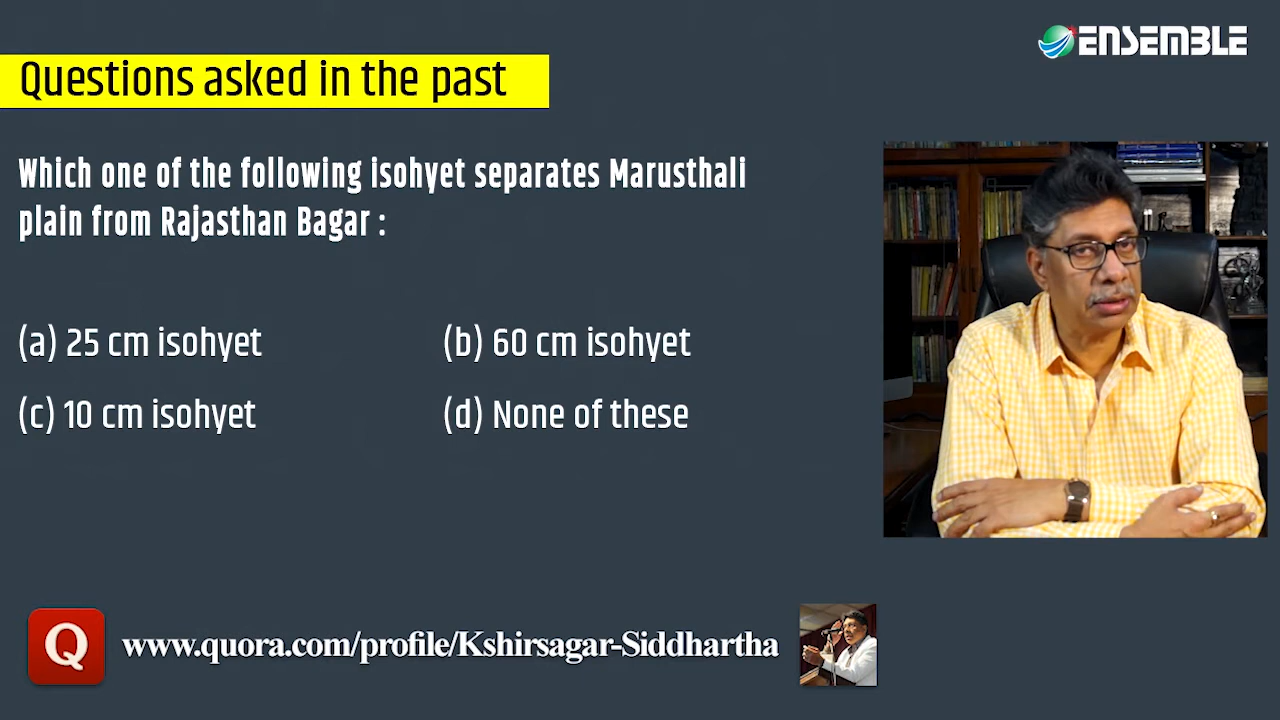 ENSEMBLE
Questions asked in the past
Which one of the following isohyet separates Marusthali
plain from Rajasthan Bagar :
(a) 25 cm isohyet
(b) 60 cm isohyet
(c) 10 cm isohyet
(d) None of these
Q
www.quora.com/profile/Kshirsagar-Siddhartha